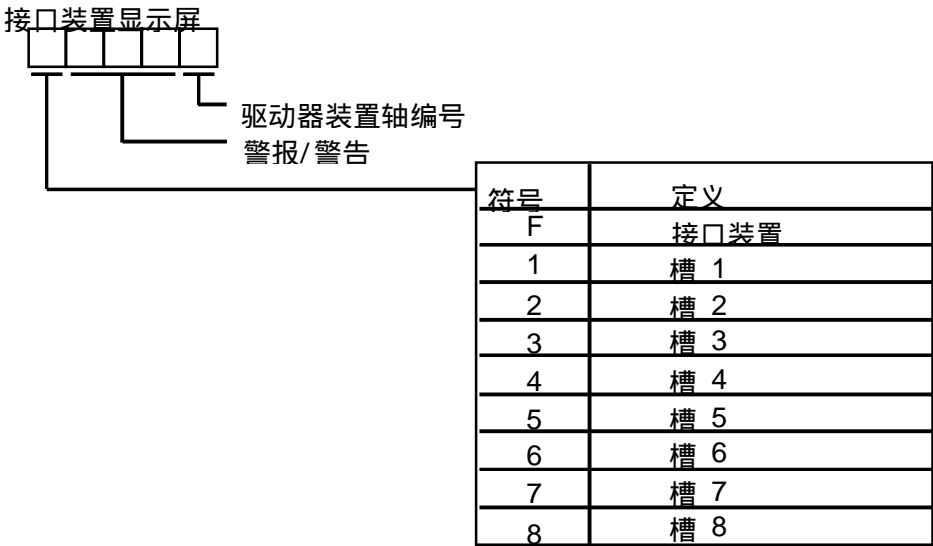 接口装置显示屏
驱动器装置轴编号
警报/警告
符号 定义
F 接口装置
1 槽 1
2 槽 2
3 槽 3
4 槽 4
5 槽 5
6 槽 6
7 槽 7
8 槽 8